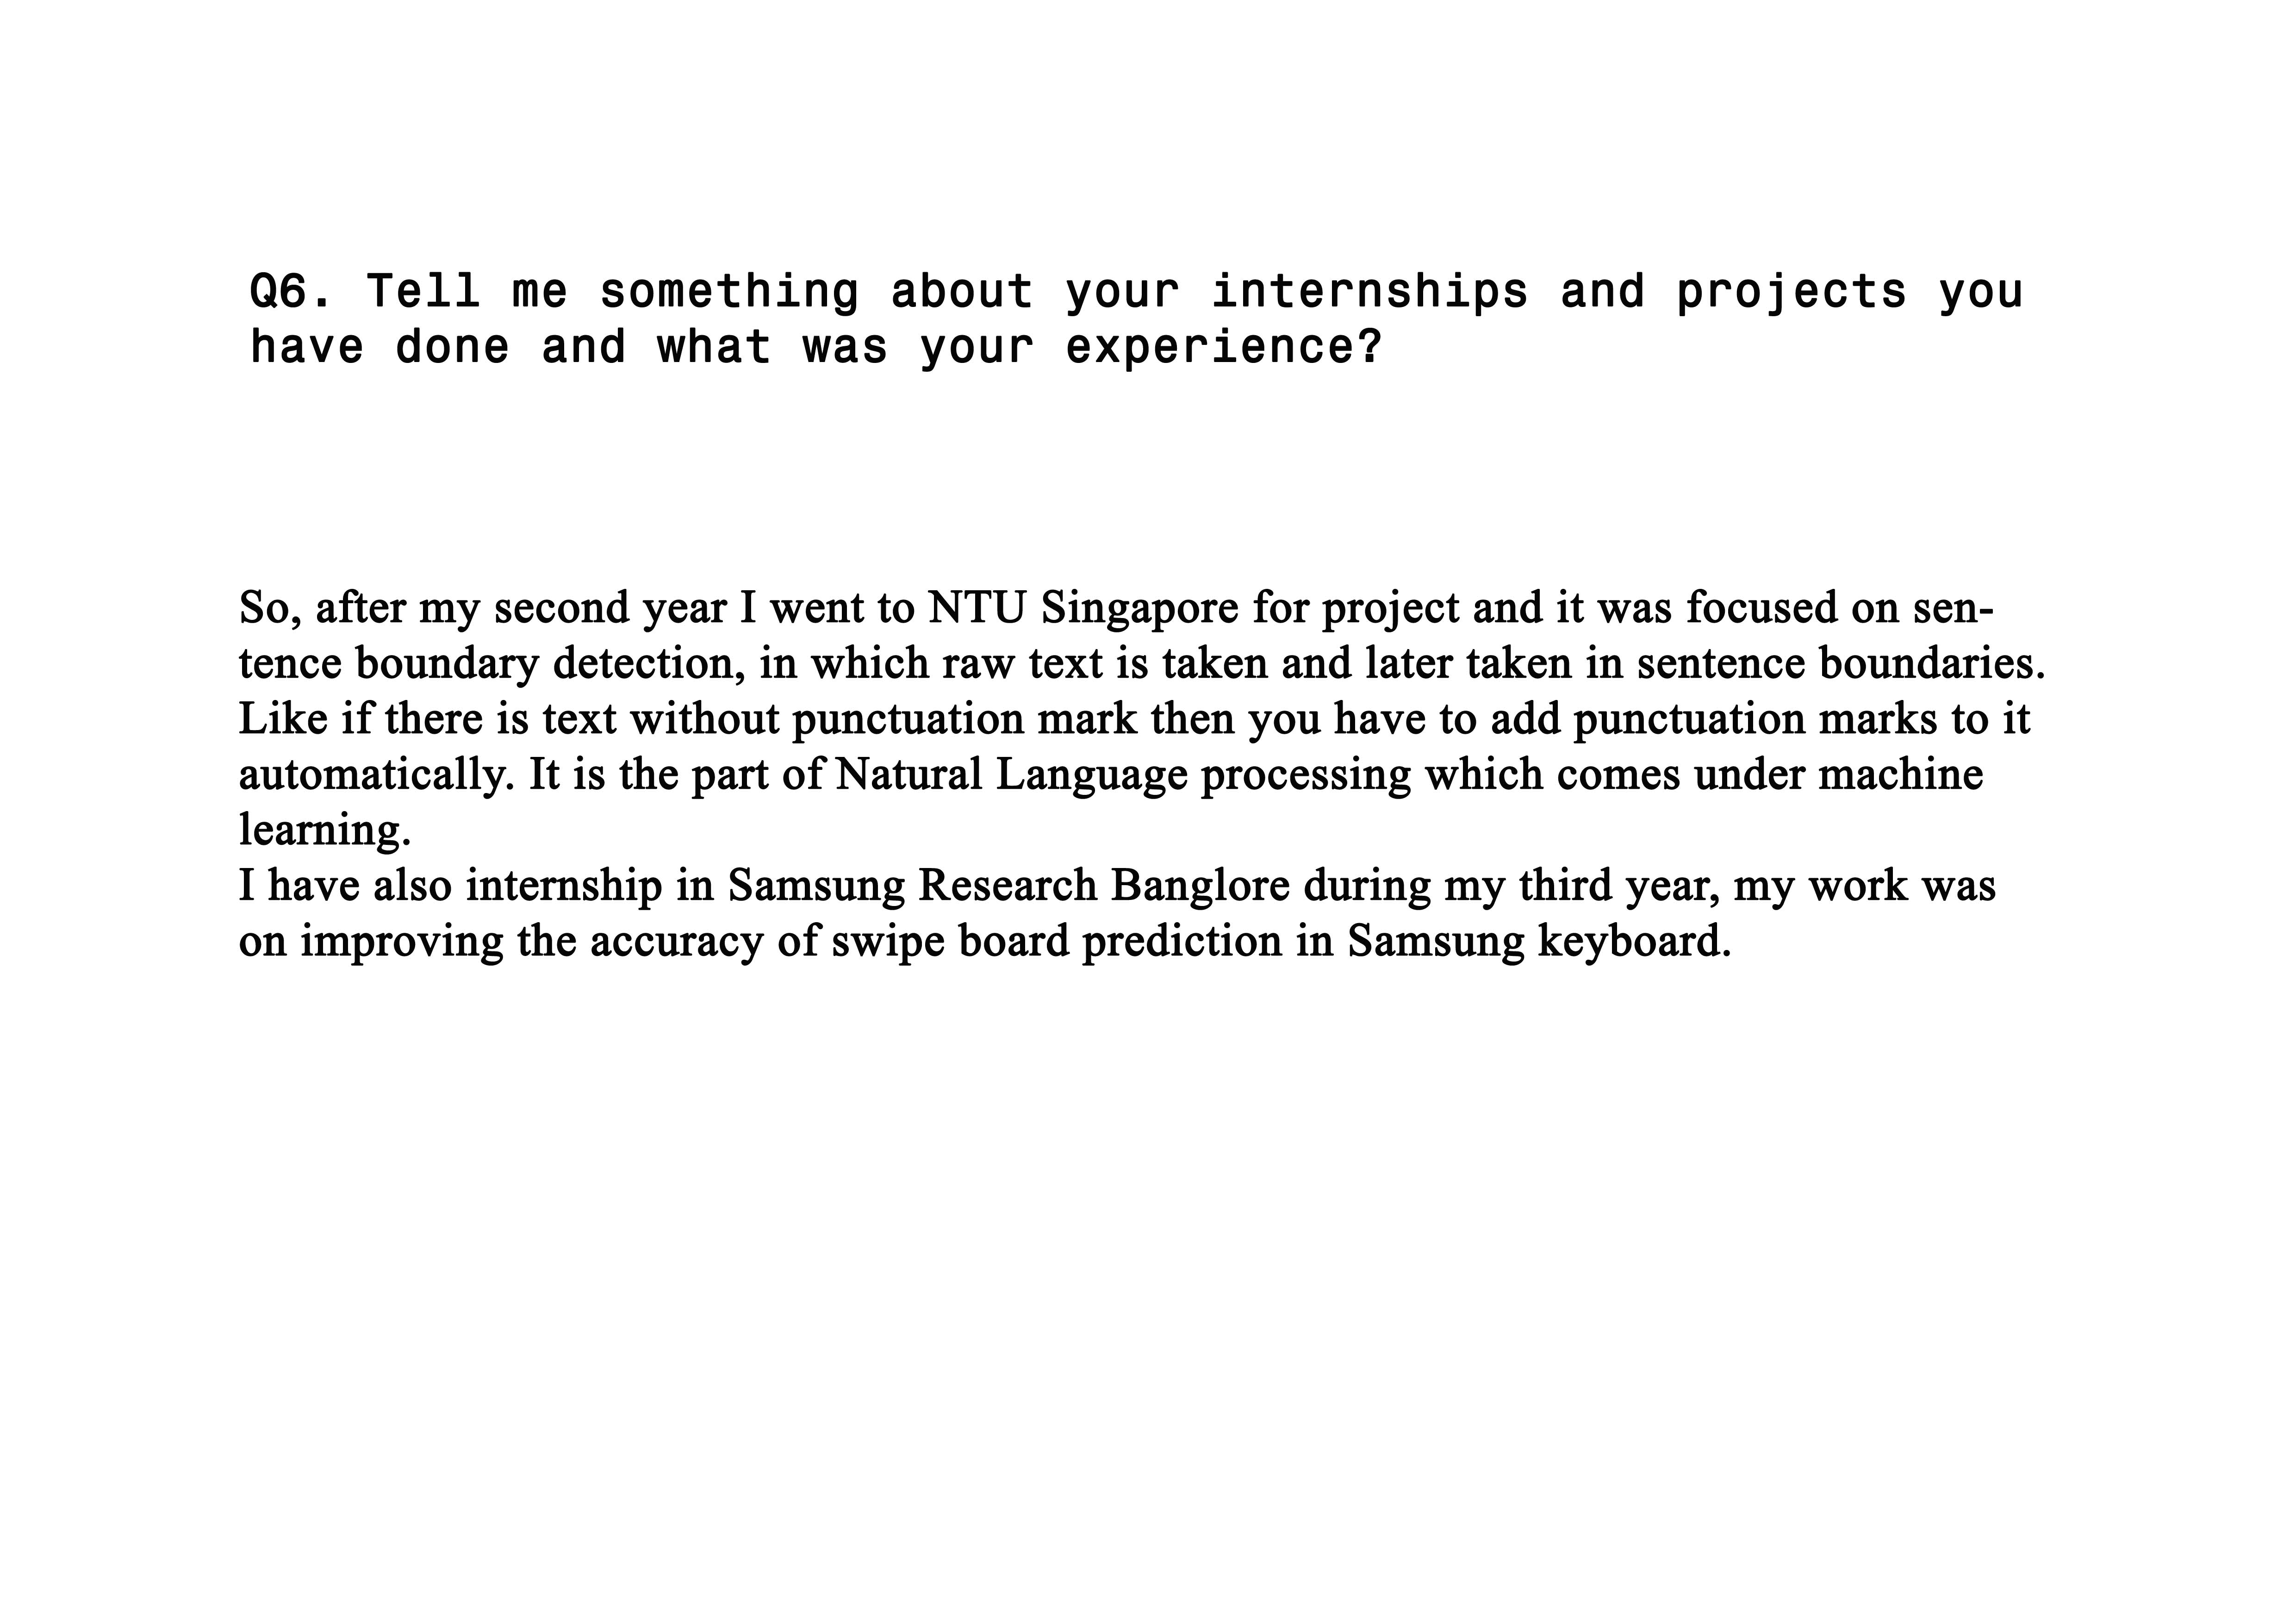 Q6. Tell me something about your internships and projects you
have done and what was your experience?
So, after my second year I went to NTU Singapore for project and it was focused on sen-
tence boundary detection, in which raw text is taken and later taken in sentence boundaries.
Like if there is text without punctuation mark then you have to add punctuation marks to it
automatically. It is the part of Natural Language processing which comes under machine
learning.
I have also internship in Samsung Research Banglore during my third year, my work was
on improving the accuracy of swipe board prediction in Samsung keyboard.